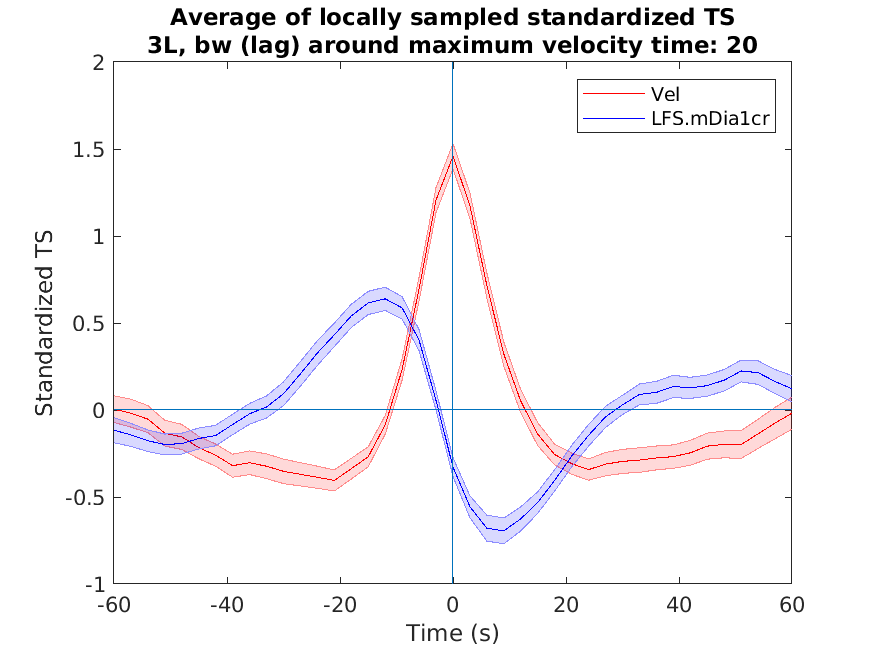 Average of locally sampled standardized TS
3L, bw (lag) around maximum velocity time: 20
2
1.5
1
0.5
0
-0.5
-1
Standardized TS
Vel
LFS.mDia1cr
-60 -40 -20 0 20 40 60
Time (s)